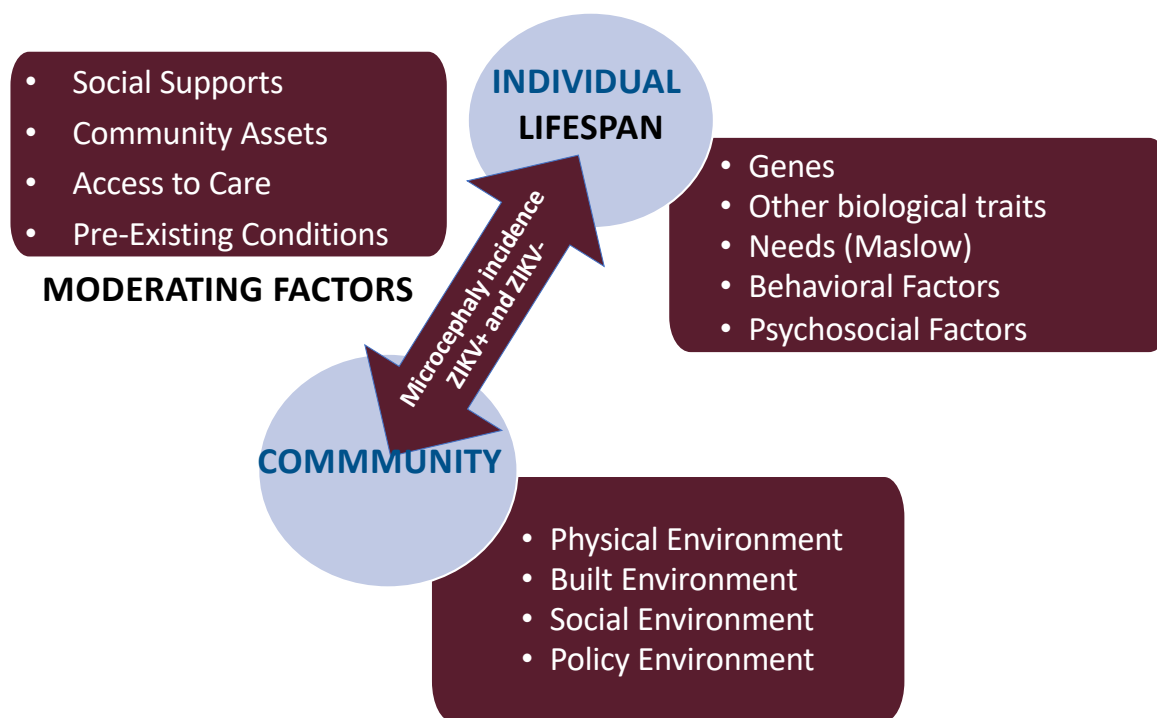 • Social Supports
• Community Assets
• Access to Care
• Pre-Existing Conditions
MODERATING FACTORS
INDIVIDUAL
LIFESPAN
• Genes
• Other biological traits
• Needs (Maslow)
• Behavioral Factors
• Psychosocial Factors
Microcephaly incidence
ZIKV+ and ZIKV-
COMMMUNITY
• Physical Environment
• Built Environment
• Social Environment
• Policy Environment